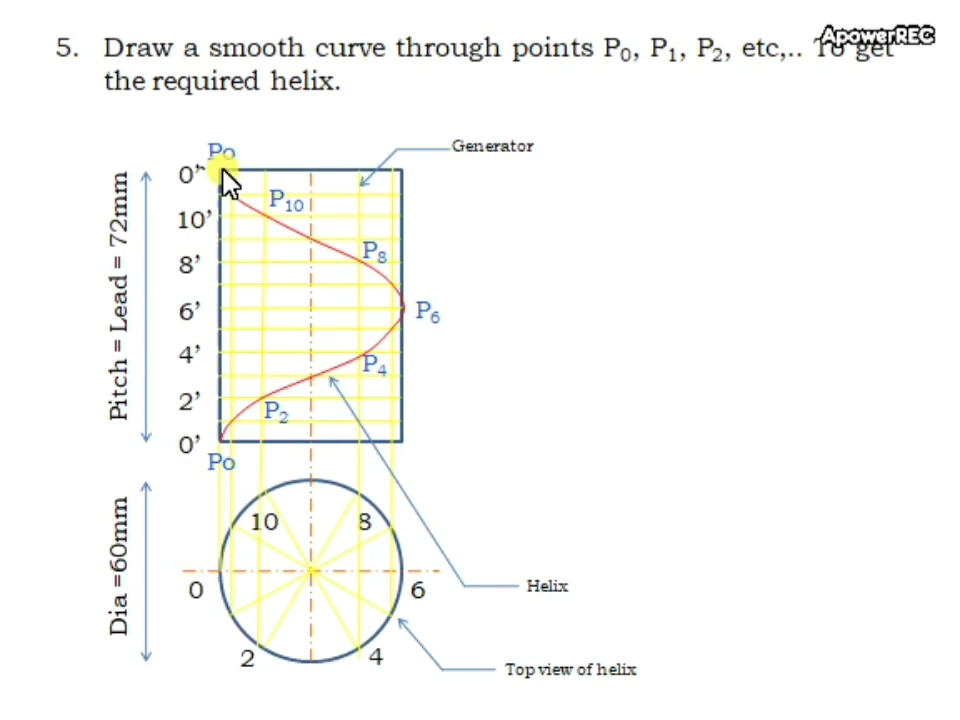 5. Draw a smooth curve through points P₀, P₁, P₂, etc,.. To get
the required helix.
ApowerREC
Po
Generator
0’
P₁₀
10’
P₈
8’
6’
P₆
4’
P₄
2’
P₂
0’
Po
Pitch = Lead = 72mm
10
8
0
6
Helix
2
4
Top view of helix
Dia =60mm